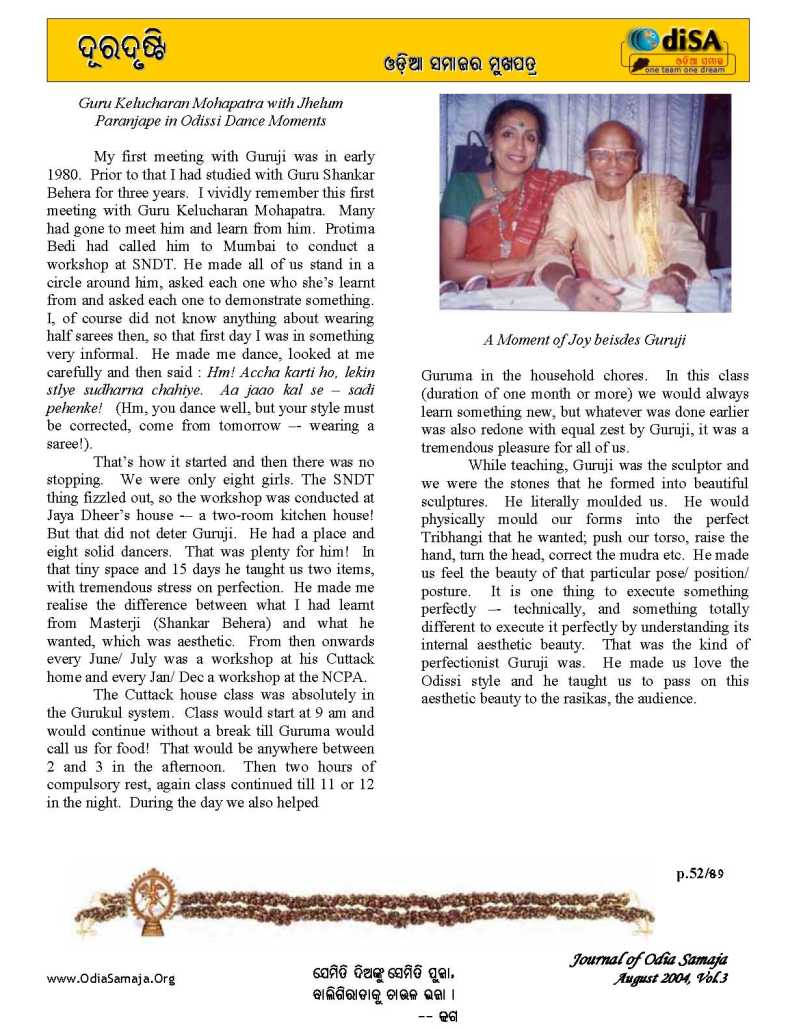 ଦୂରଦୃଷ୍ଟି
ଓଡ଼ିଆ ସମାଜର ମୁଖପତ୍ର
OdiSA
ଓଡ଼ିଆ ସମାଜ
one team one dream
Guru Kelucharan Mohapatra with Jhelum
Paranjape in Odissi Dance Moments
My first meeting with Guruji was in early
1980. Prior to that I had studied with Guru Shankar
Behera for three years. I vividly remember this first
meeting with Guru Kelucharan Mohapatra. Many
had gone to meet him and learn from him. Protima
Bedi had called him to Mumbai to conduct a
workshop at SNDT. He made all of us stand in a
circle around him, asked each one who she’s learnt
from and asked each one to demonstrate something.
I, of course did not know anything about wearing
half sarees then, so that first day I was in something
very informal. He made me dance, looked at me
carefully and then said : Hm! Accha karti ho, lekin
stlye sudharna chahiye. Aa jaao kal se – sadi
pehenke! (Hm, you dance well, but your style must
be corrected, come from tomorrow –- wearing a
saree!).
That’s how it started and then there was no
stopping. We were only eight girls. The SNDT
thing fizzled out, so the workshop was conducted at
Jaya Dheer’s house -– a two-room kitchen house!
But that did not deter Guruji. He had a place and
eight solid dancers. That was plenty for him! In
that tiny space and 15 days he taught us two items,
with tremendous stress on perfection. He made me
realise the difference between what I had learnt
from Masterji (Shankar Behera) and what he
wanted, which was aesthetic. From then onwards
every June/ July was a workshop at his Cuttack
home and every Jan/ Dec a workshop at the NCPA.
The Cuttack house class was absolutely in
the Gurukul system. Class would start at 9 am and
would continue without a break till Guruma would
call us for food! That would be anywhere between
2 and 3 in the afternoon. Then two hours of
compulsory rest, again class continued till 11 or 12
in the night. During the day we also helped
A Moment of Joy beisdes Guruji
Guruma in the household chores. In this class
(duration of one month or more) we would always
learn something new, but whatever was done earlier
was also redone with equal zest by Guruji, it was a
tremendous pleasure for all of us.
While teaching, Guruji was the sculptor and
we were the stones that he formed into beautiful
sculptures. He literally moulded us. He would
physically mould our forms into the perfect
Tribhangi that he wanted; push our torso, raise the
hand, turn the head, correct the mudra etc. He made
us feel the beauty of that particular pose/ position/
posture. It is one thing to execute something
perfectly –- technically, and something totally
different to execute it perfectly by understanding its
internal aesthetic beauty. That was the kind of
perfectionist Guruji was. He made us love the
Odissi style and he taught us to pass on this
aesthetic beauty to the rasikas, the audience.
p.52/୫୨
www.OdiaSamaja.Org
ଯେମିତି ଦିଅଙ୍କୁ ସେମିତି ପୂଜା,
ବାଲିଗିରାଡାକୁ ଚାଉଳ ଭଜା ।
-- ଢଗ
Journal of Odia Samaja
August 2004, Vol.3